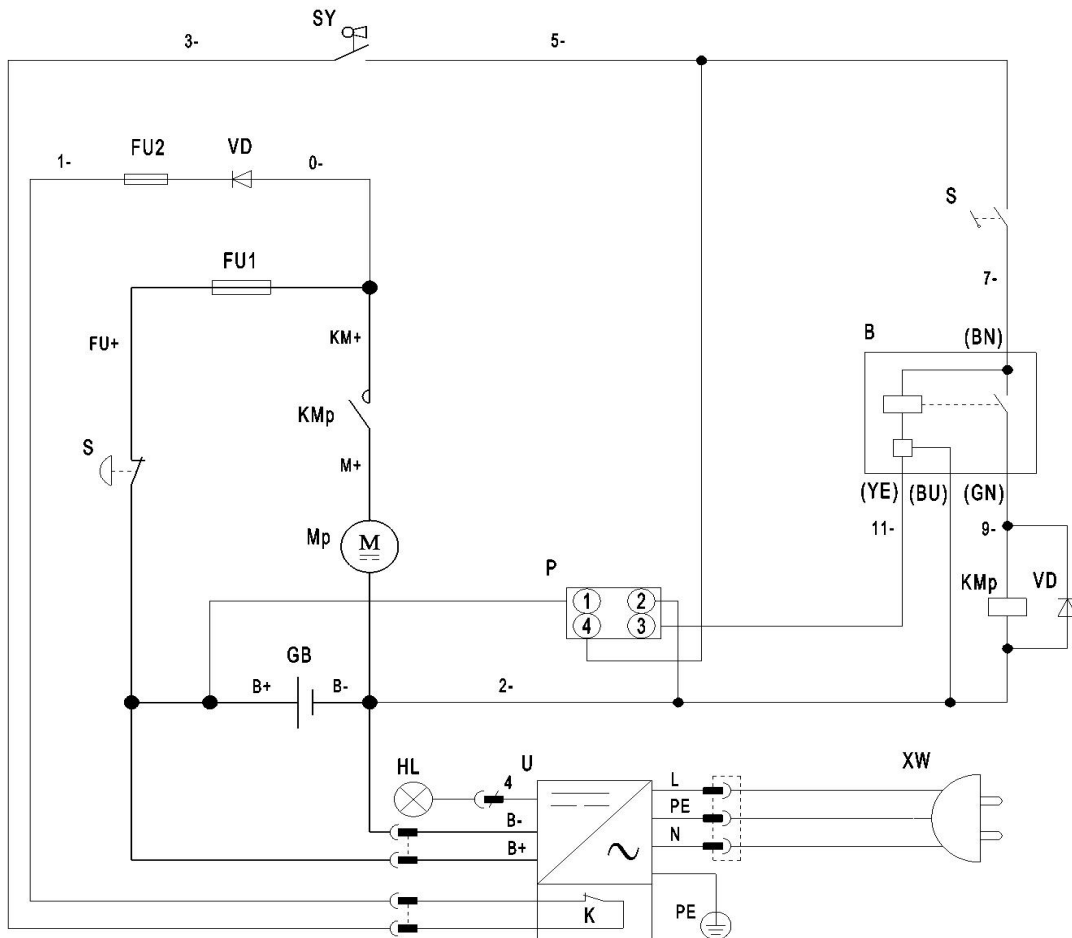 SY
3-
5-
1-
FU2
VD
0-
S
FU1
7-
FU+
KM+
B
(BN)
KMp
S
M+
(YE)
(BU)
(GN)
11-
9-
Mp
M
P
KMp
VD
1
2
4
3
GB
B+
B-
2-
HL
4
U
L
XW
PE
B-
N
B+
K
PE